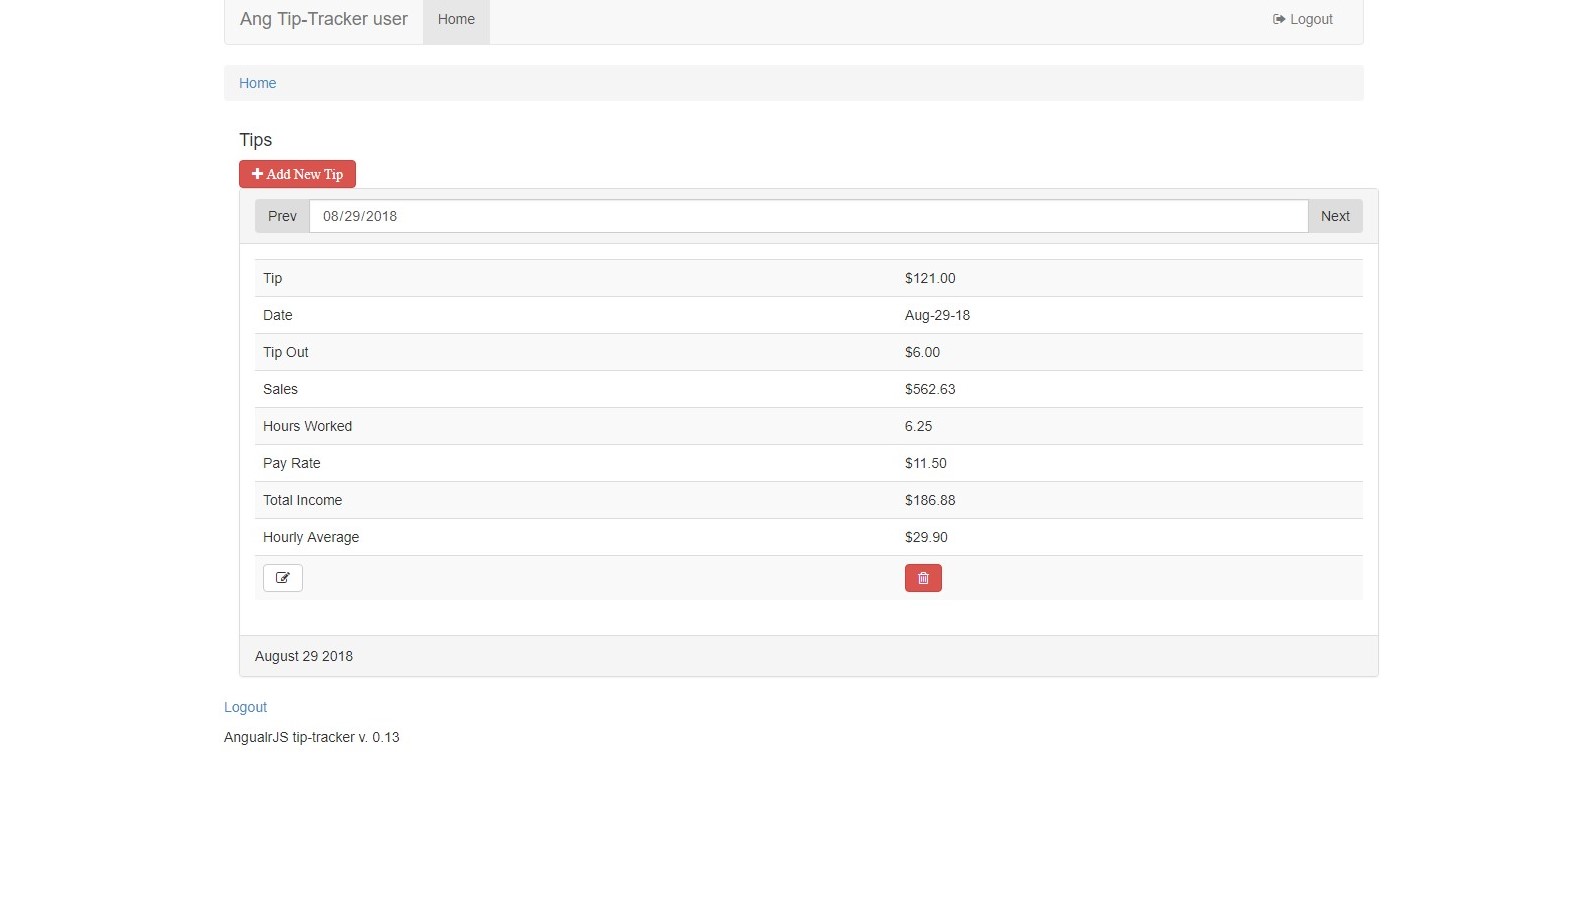 Ang Tip-Tracker user Home Logout
Home
Tips
Add New Tip
Prev 08/29/2018 Next
Tip $121.00
Date Aug-29-18
Tip Out $6.00
Sales $562.63
Hours Worked 6.25
Pay Rate $11.50
Total Income $186.88
Hourly Average $29.90
August 29 2018
Logout
AngualrJS tip-tracker v. 0.13